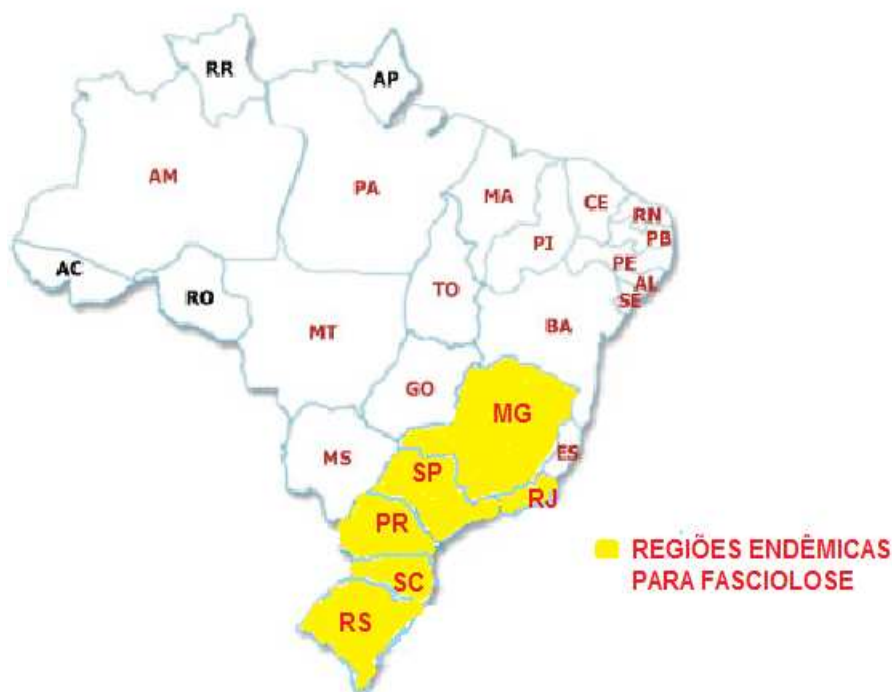 RR
AP
AM
PA
MA
CE
RN
PB
PI
PE
AL
SE
AC
RO
TO
MT
BA
GO
MG
MS
ES
SP
RJ
PR
SC
RS
REGIÕES ENDÊMICAS
PARA FASCIOLOSE